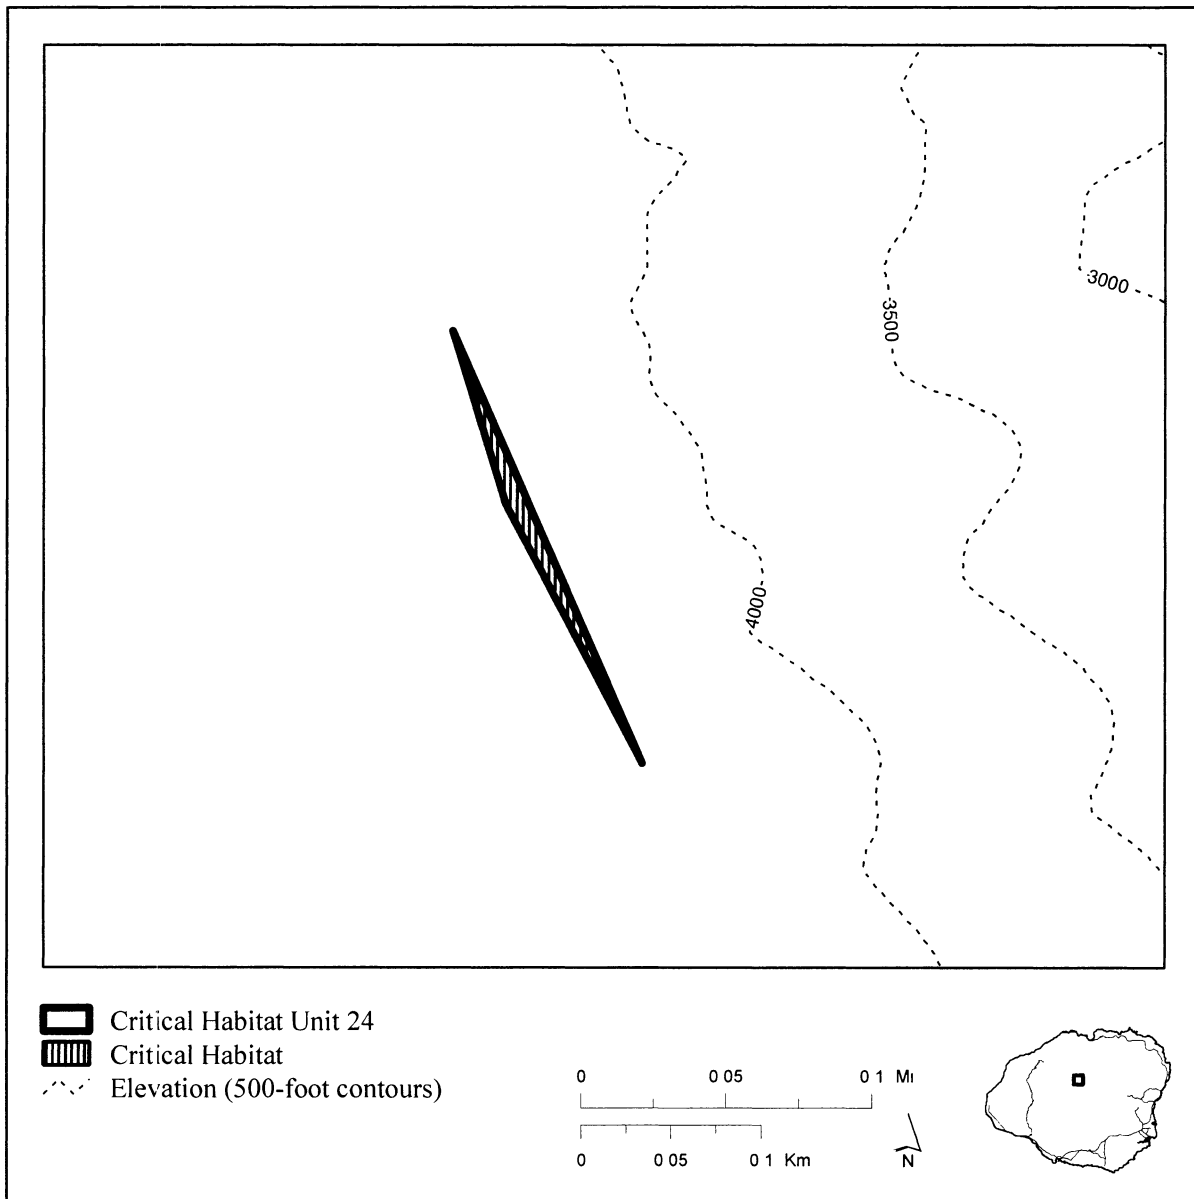 3000
3500
4000
Critical Habitat Unit 24
Critical Habitat
Elevation (500-foot contours)
0 0 05 0 1 Mi
0 0 05 0 1 Km
N